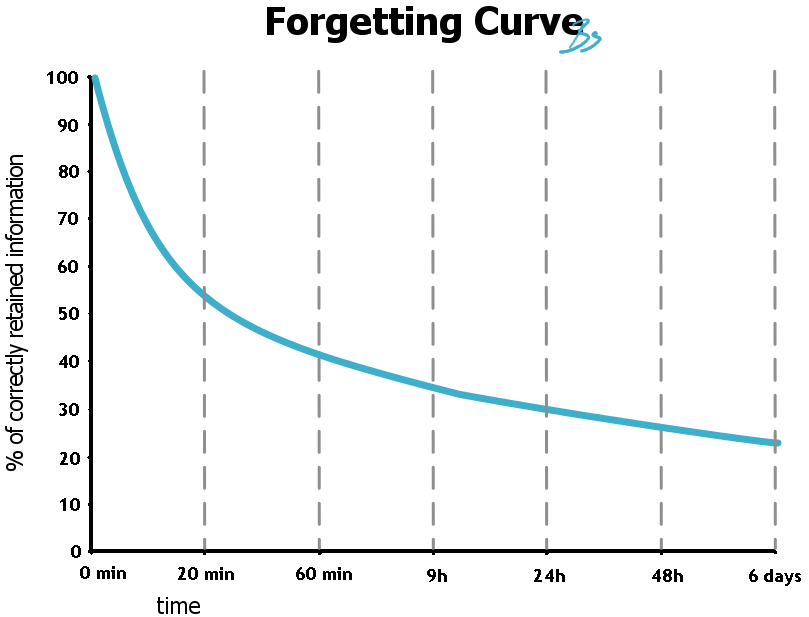 Forgetting Curve
100
90
80
70
60
50
40
30
20
10
0
% of correctly retained information
0 min 20 min 60 min 9h 24h 48h 6 days
time